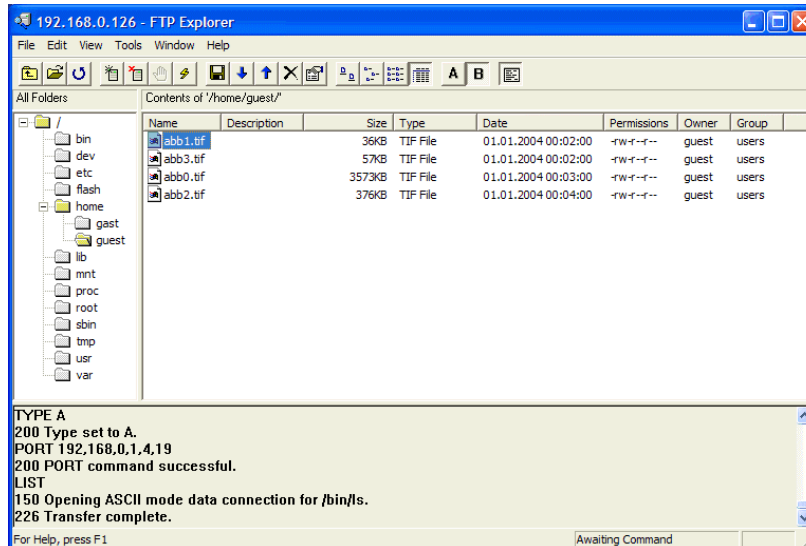 192.168.0.126 - FTP Explorer
File Edit View Tools Window Help
A B
All Folders Contents of '/home/guest/'
Name Description Size Type Date Permissions Owner Group
/
bin
dev
etc
flash
home
gast
guest
lib
mnt
proc
root
sbin
tmp
usr
var
abb1.tif 36KB TIF File 01.01.2004 00:02:00 -rw-r--r-- guest users
abb3.tif 57KB TIF File 01.01.2004 00:02:00 -rw-r--r-- guest users
abb0.tif 3573KB TIF File 01.01.2004 00:03:00 -rw-r--r-- guest users
abb2.tif 376KB TIF File 01.01.2004 00:04:00 -rw-r--r-- guest users
TYPE A
200 Type set to A.
PORT 192,168,0,1,4,19
200 PORT command successful.
LIST
150 Opening ASCII mode data connection for /bin/ls.
226 Transfer complete.
For Help, press F1 Awaiting Command